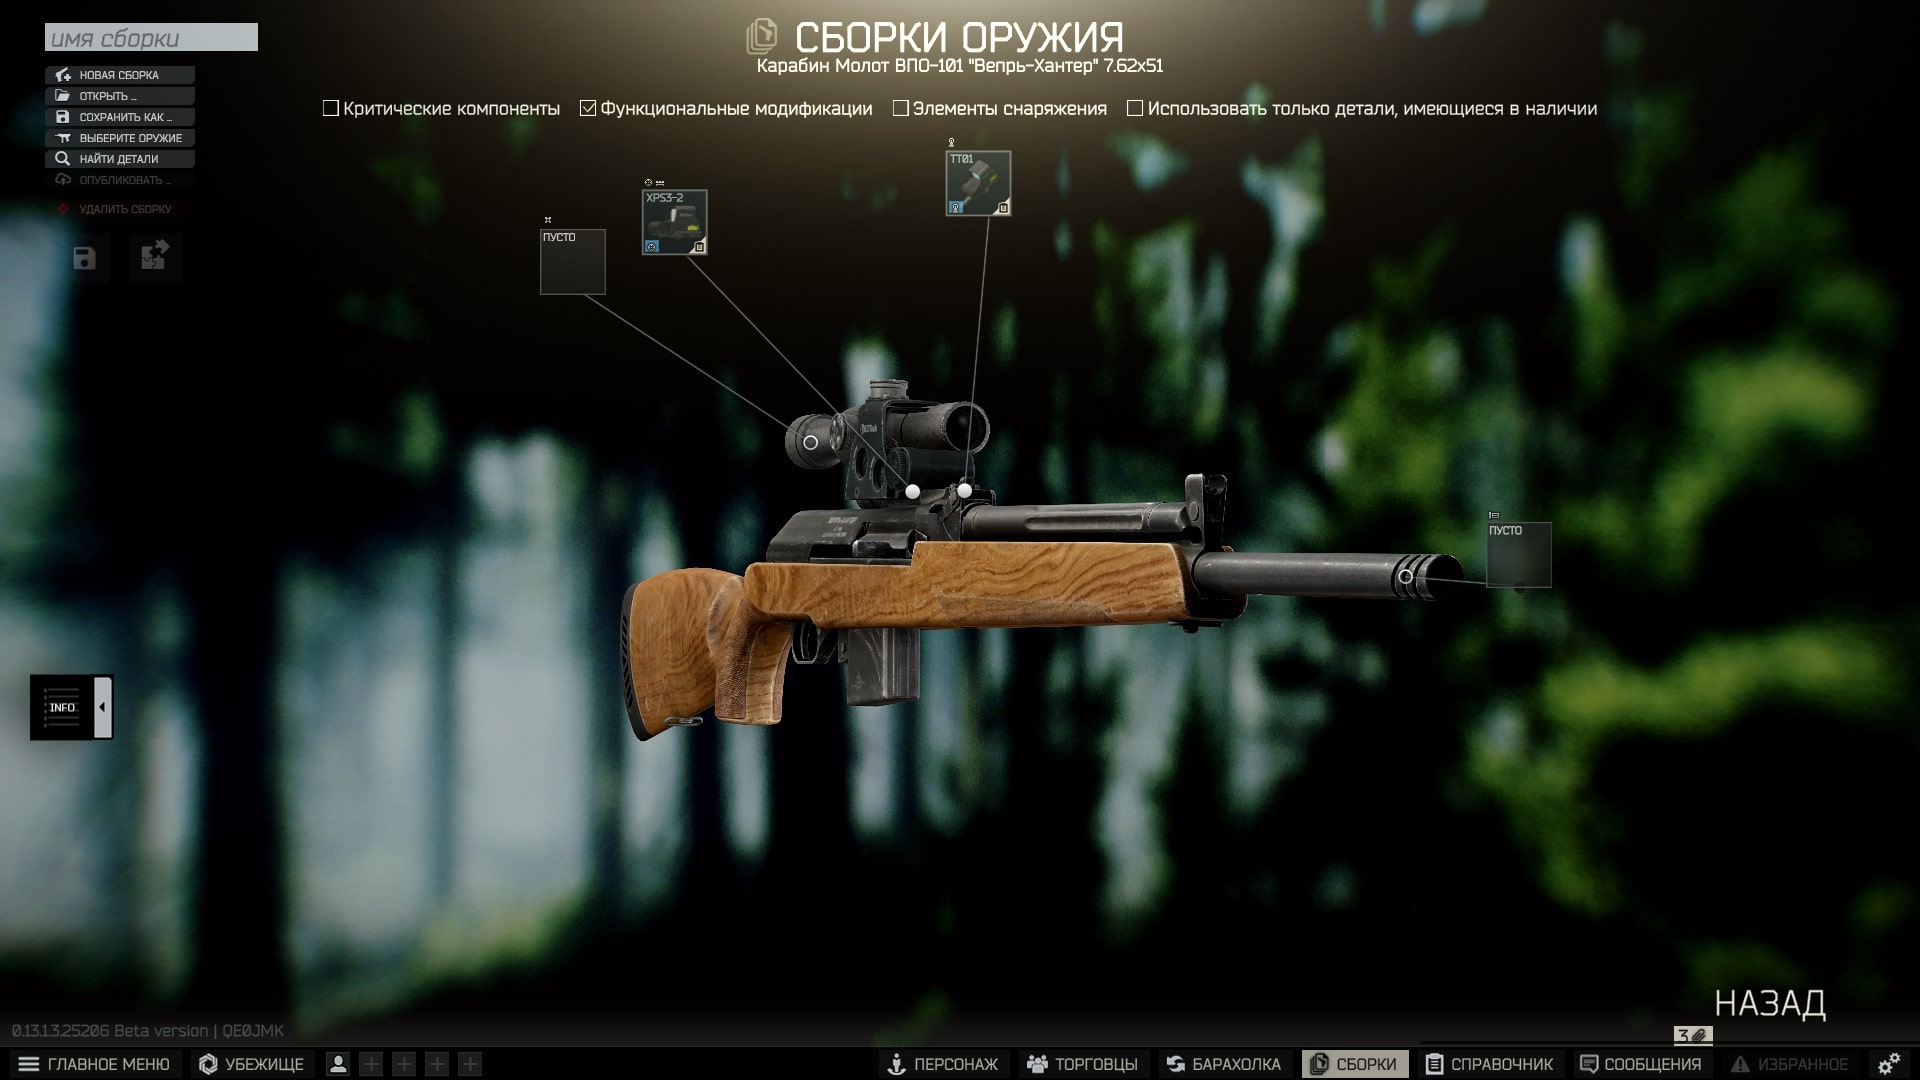 имя сборки
СБОРКИ ОРУЖИЯ
Карабин Молот ВПО-101 "Вепрь-Хантер" 7.62x51
НОВАЯ СБОРКА
ОТКРЫТЬ ...
СОХРАНИТЬ КАК ...
ВЫБЕРИТЕ ОРУЖИЕ
НАЙТИ ДЕТАЛИ
ОПУБЛИКОВАТЬ ...
УДАЛИТЬ СБОРКУ
Критические компоненты Функциональные модификации Элементы снаряжения Использовать только детали, имеющиеся в наличии
TT01
XPS3-2
ПУСТО
ПУСТО
INFO
НАЗАД
0.13.1.3.25206 Beta version | QE0JMK
3
ГЛАВНОЕ МЕНЮ УБЕЖИЩЕ ПЕРСОНАЖ ТОРГОВЦЫ БАРАХОЛКА СБОРКИ СПРАВОЧНИК СООБЩЕНИЯ ИЗБРАННОЕ